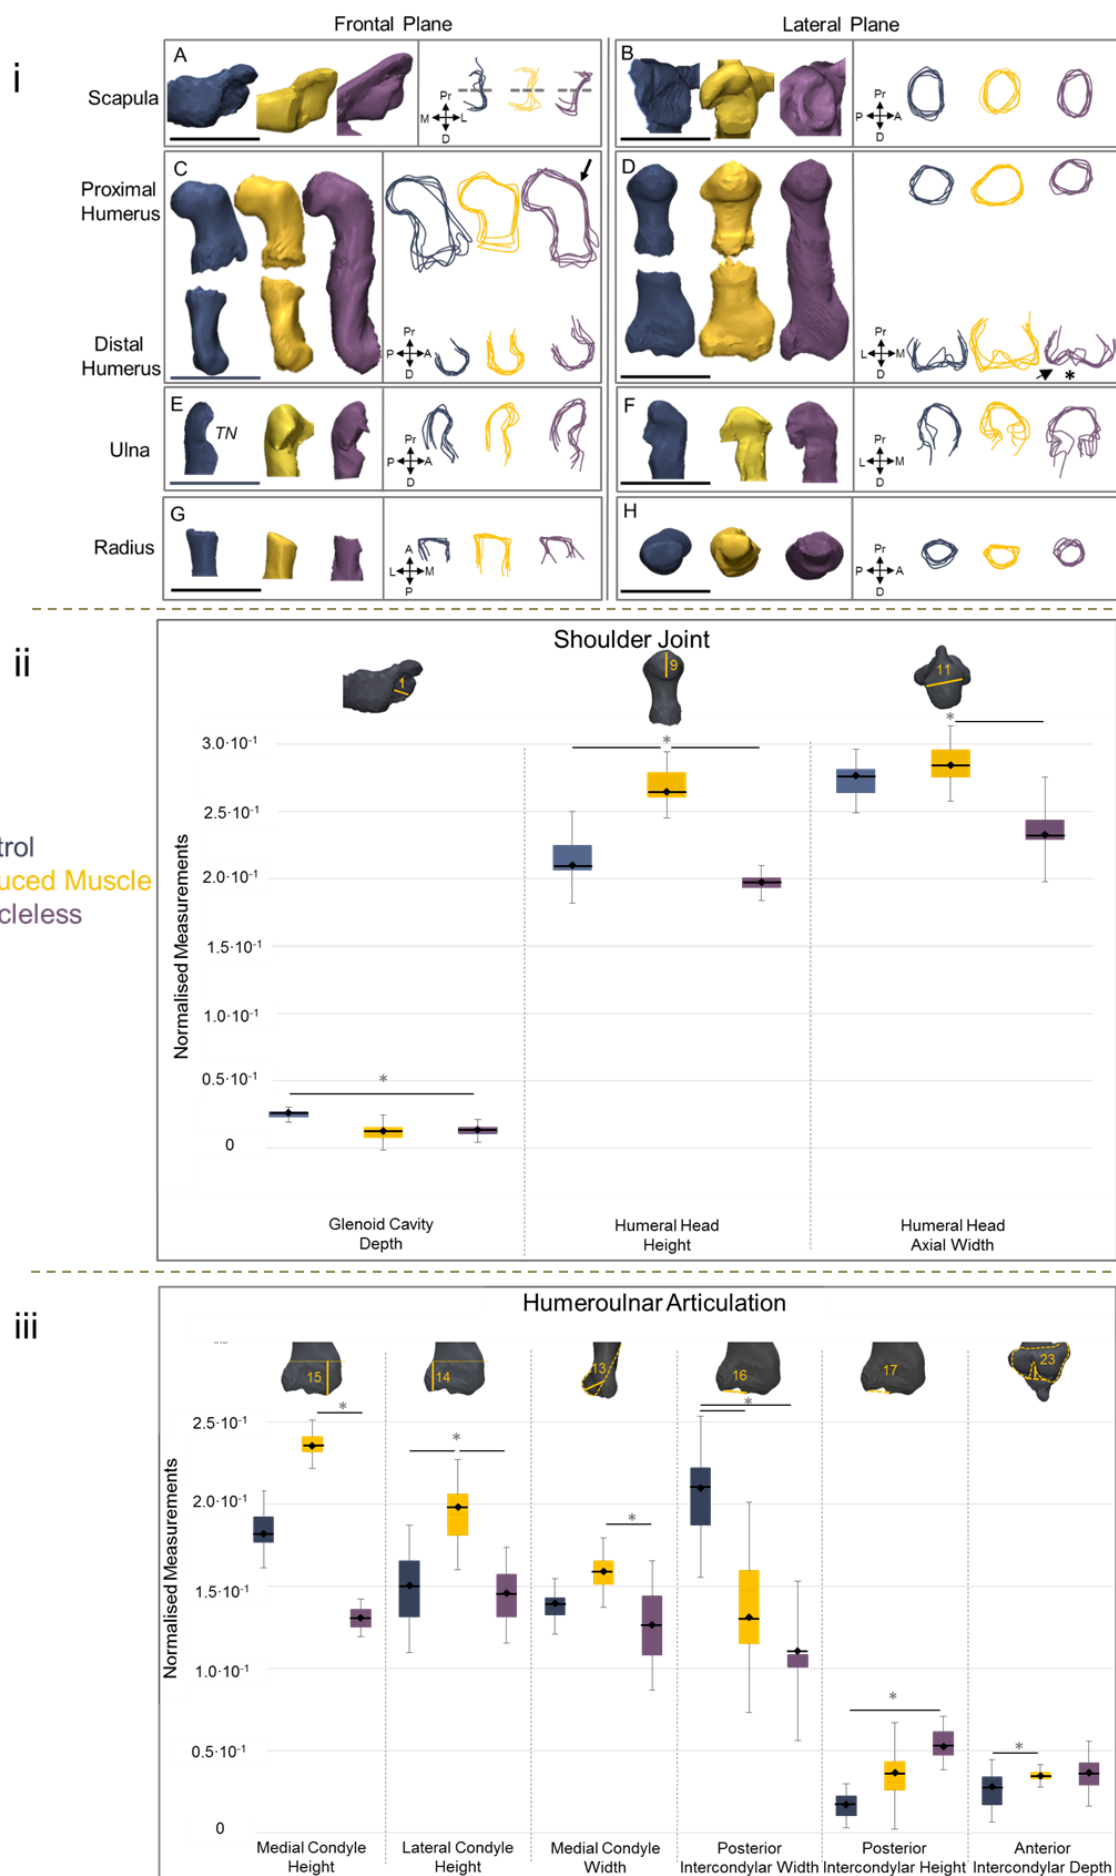 Frontal Plane
Lateral Plane
i
Scapula
A
Pr
M L
D
B
Pr
P A
D
Proximal
Humerus
C
D
Distal
Humerus
Pr
P A
D
Pr
L M
D
*
Ulna
E
TN
Pr
P A
D
F
Pr
L M
D
Radius
G
A
L M
P
H
Pr
P A
D
ii
Shoulder Joint
1
9
11
trol
uced Muscle
cleless
Normalised Measurements
3.0·10-1
2.5·10-1
2.0·10-1
1.5·10-1
1.0·10-1
0.5·10-1
0
*
*
*
Glenoid Cavity
Depth
Humeral Head
Height
Humeral Head
Axial Width
iii
Humeroulnar Articulation
15
14
13
16
17
23
Normalised Measurements
2.5·10-1
2.0·10-1
1.5·10-1
1.0·10-1
0.5·10-1
0
*
*
*
*
*
*
Medial Condyle
Height
Lateral Condyle
Height
Medial Condyle
Width
Posterior
Intercondylar Width
Posterior
Intercondylar Height
Anterior
Intercondylar Depth